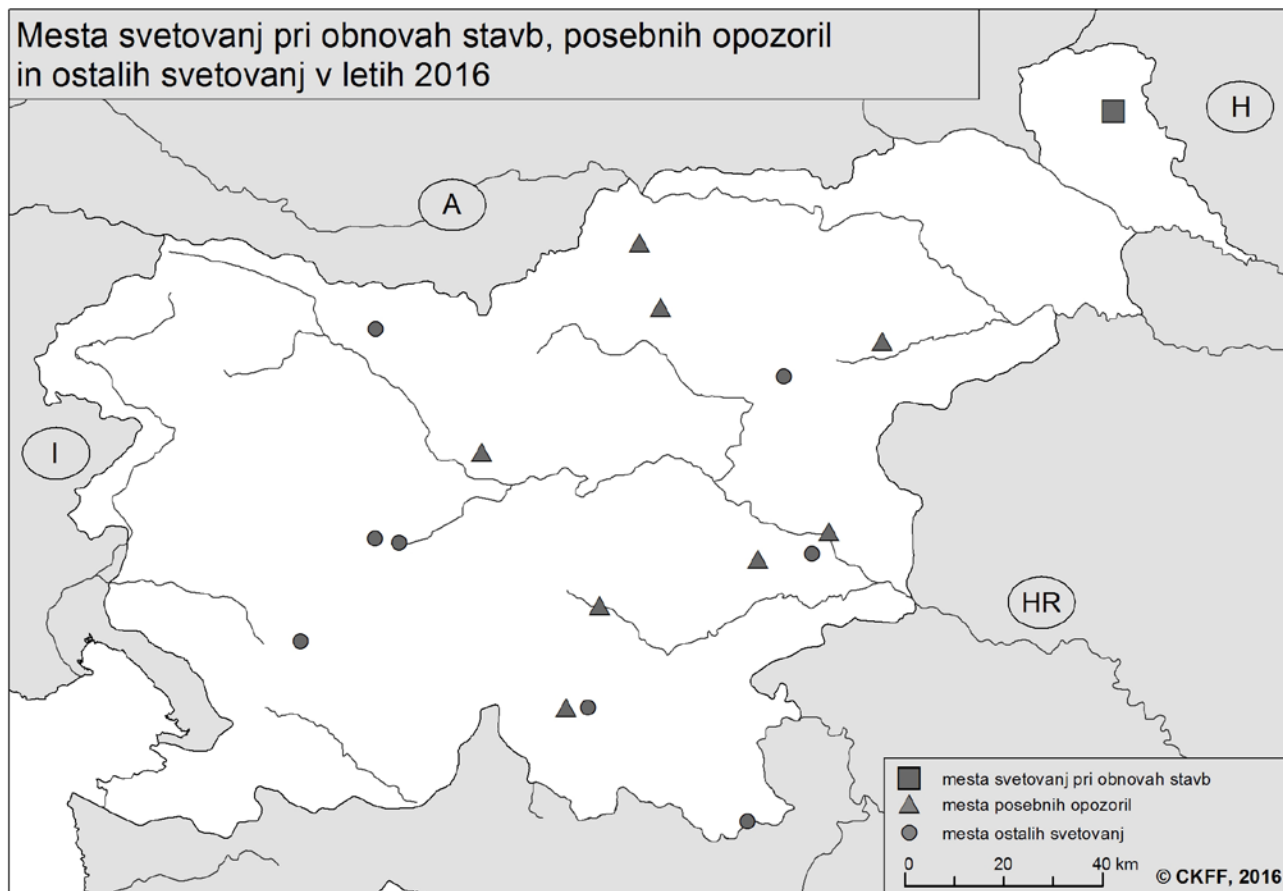 Mesta svetovanj pri obnovah stavb, posebnih opozoril
in ostalih svetovanj v letih 2016
H
A
I
HR
mesta svetovanj pri obnovah stavb
mesta posebnih opozoril
mesta ostalih svetovanj
0 20 40 km
© CKFF, 2016